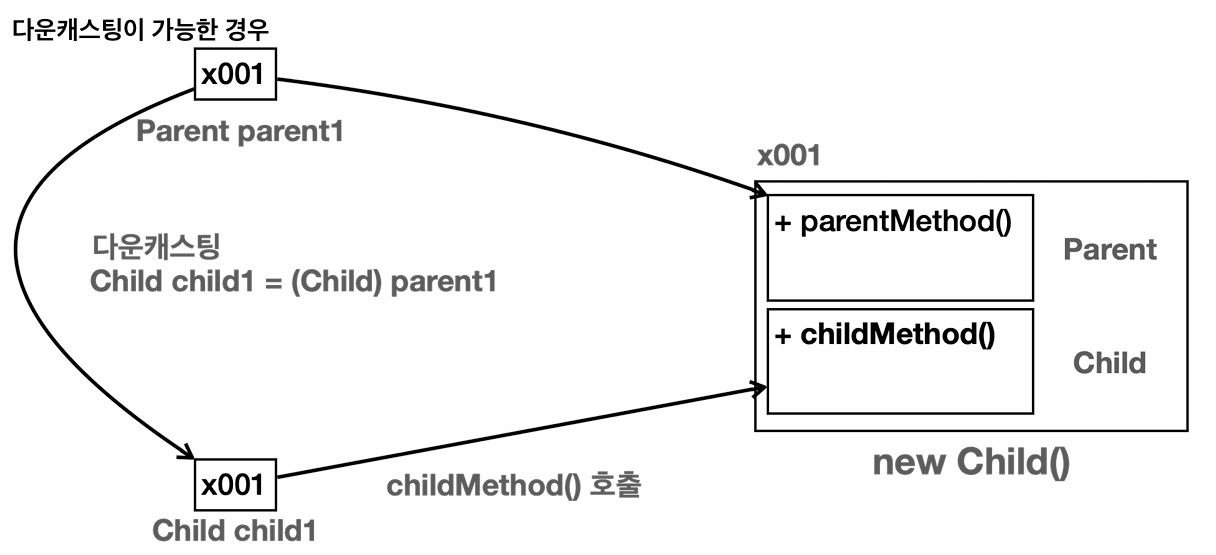 다운캐스팅이 가능한 경우
x001
Parent parent1
x001
+ parentMethod()
Parent
다운캐스팅
Child child1 = (Child) parent1
+ childMethod()
Child
new Child()
x001
childMethod() 호출
Child child1